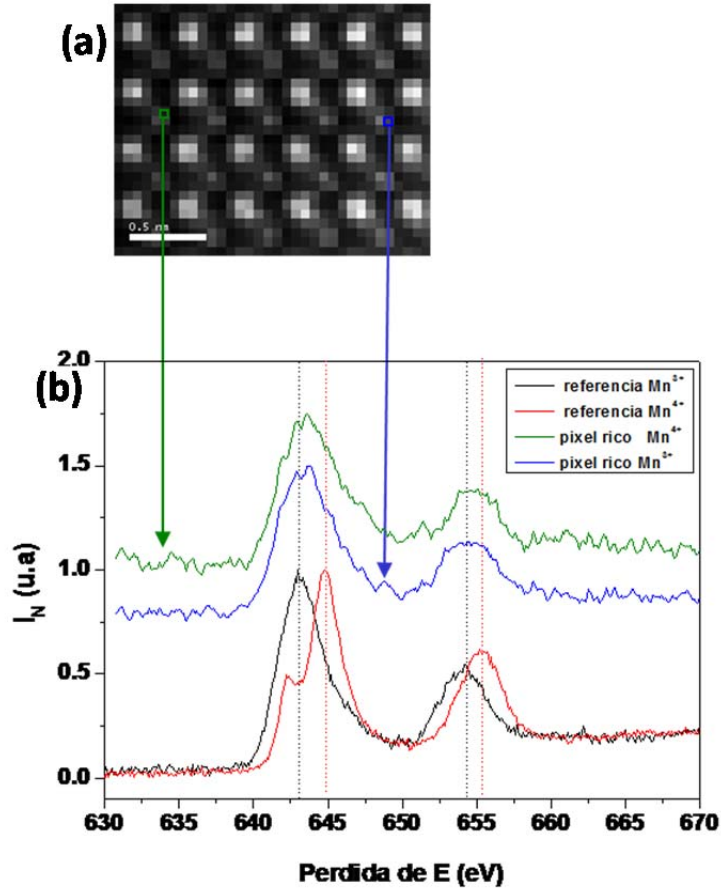 (a)
0.5 nm
(b)
2.0
1.5
1.0
0.5
0.0
I_N (u.a)
referencia Mn³⁺
referencia Mn⁴⁺
pixel rico Mn⁴⁺
pixel rico Mn³⁺
630 635 640 645 650 655 660 665 670
Perdida de E (eV)